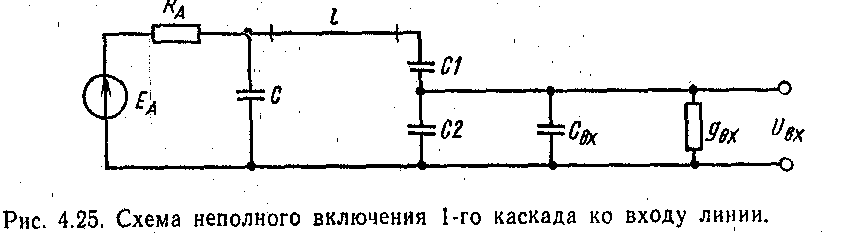 R_A
l
C1
E_A
C
C2
C_вх
g_вх
U_вх
Рис. 4.25. Схема неполного включения 1-го каскада ко входу линии.